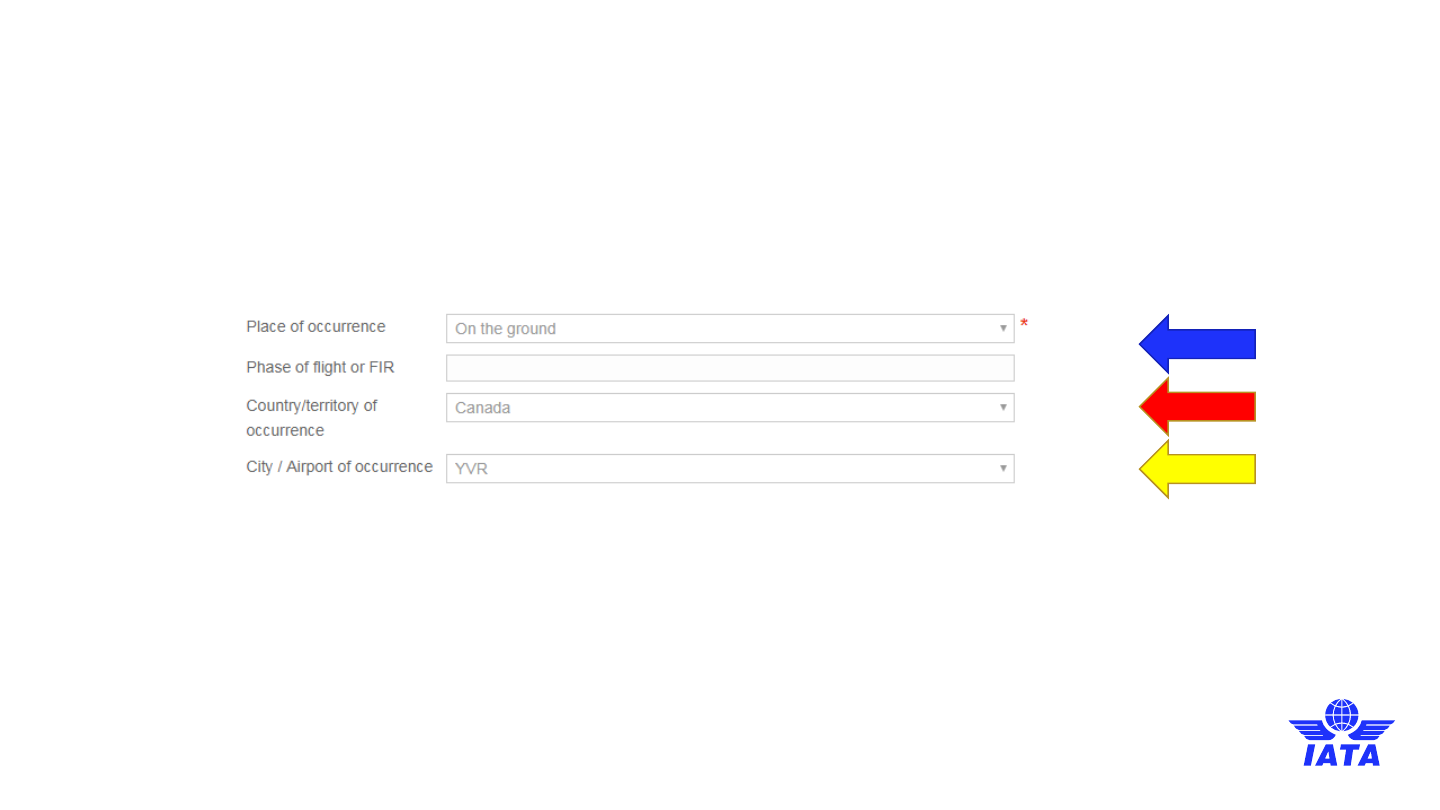 Place of occurrence
On the ground
*
Phase of flight or FIR
Country/territory of
occurrence
Canada
City / Airport of occurrence
YVR
IATA